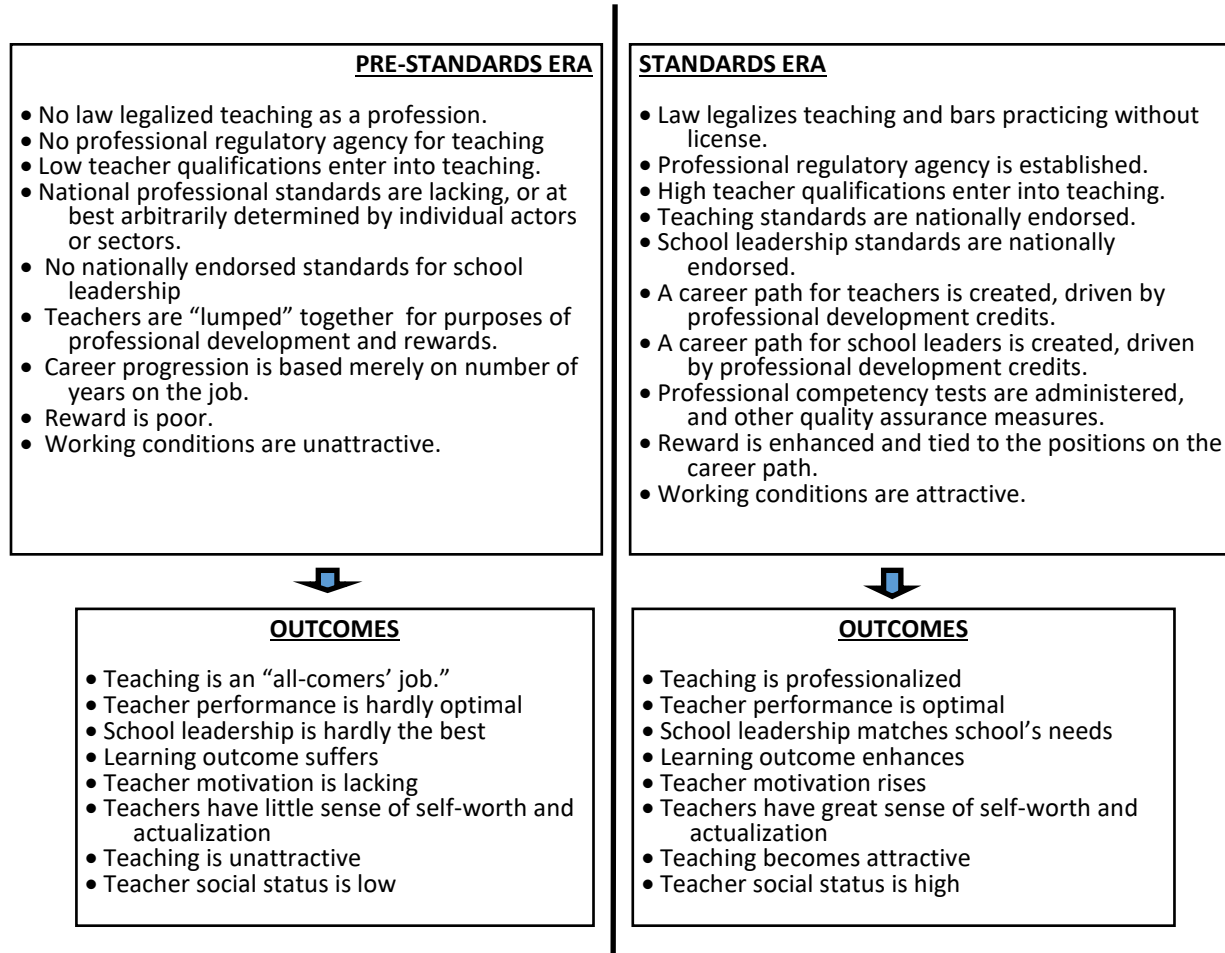 PRE-STANDARDS ERA
• No law legalized teaching as a profession.
• No professional regulatory agency for teaching
• Low teacher qualifications enter into teaching.
• National professional standards are lacking, or at
best arbitrarily determined by individual actors
or sectors.
• No nationally endorsed standards for school
leadership
• Teachers are “lumped” together for purposes of
professional development and rewards.
• Career progression is based merely on number of
years on the job.
• Reward is poor.
• Working conditions are unattractive.
OUTCOMES
• Teaching is an “all-comers’ job.”
• Teacher performance is hardly optimal
• School leadership is hardly the best
• Learning outcome suffers
• Teacher motivation is lacking
• Teachers have little sense of self-worth and
actualization
• Teaching is unattractive
• Teacher social status is low
STANDARDS ERA
• Law legalizes teaching and bars practicing without
license.
• Professional regulatory agency is established.
• High teacher qualifications enter into teaching.
• Teaching standards are nationally endorsed.
• School leadership standards are nationally
endorsed.
• A career path for teachers is created, driven by
professional development credits.
• A career path for school leaders is created, driven
by professional development credits.
• Professional competency tests are administered,
and other quality assurance measures.
• Reward is enhanced and tied to the positions on the
career path.
• Working conditions are attractive.
OUTCOMES
• Teaching is professionalized
• Teacher performance is optimal
• School leadership matches school’s needs
• Learning outcome enhances
• Teacher motivation rises
• Teachers have great sense of self-worth and
actualization
• Teaching becomes attractive
• Teacher social status is high